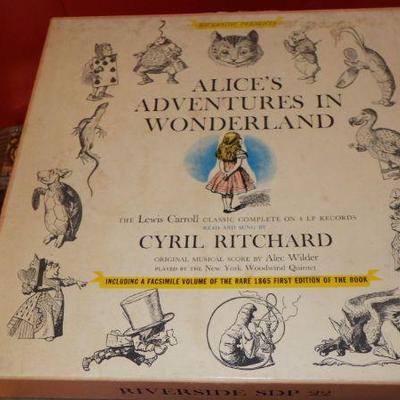 RIVERSIDE PRESENTS
ALICE'S
ADVENTURES IN
WONDERLAND
THE Lewis Carroll CLASSIC COMPLETE ON 4 LP RECORDS
READ AND SUNG BY
CYRIL RITCHARD
ORIGINAL MUSICAL SCORE BY Alec Wilder
PLAYED BY THE New York Woodwind Quintet
INCLUDING A FACSIMILE VOLUME OF THE RARE 1865 FIRST EDITION OF THE BOOK
RIVERSIDE SDP 22